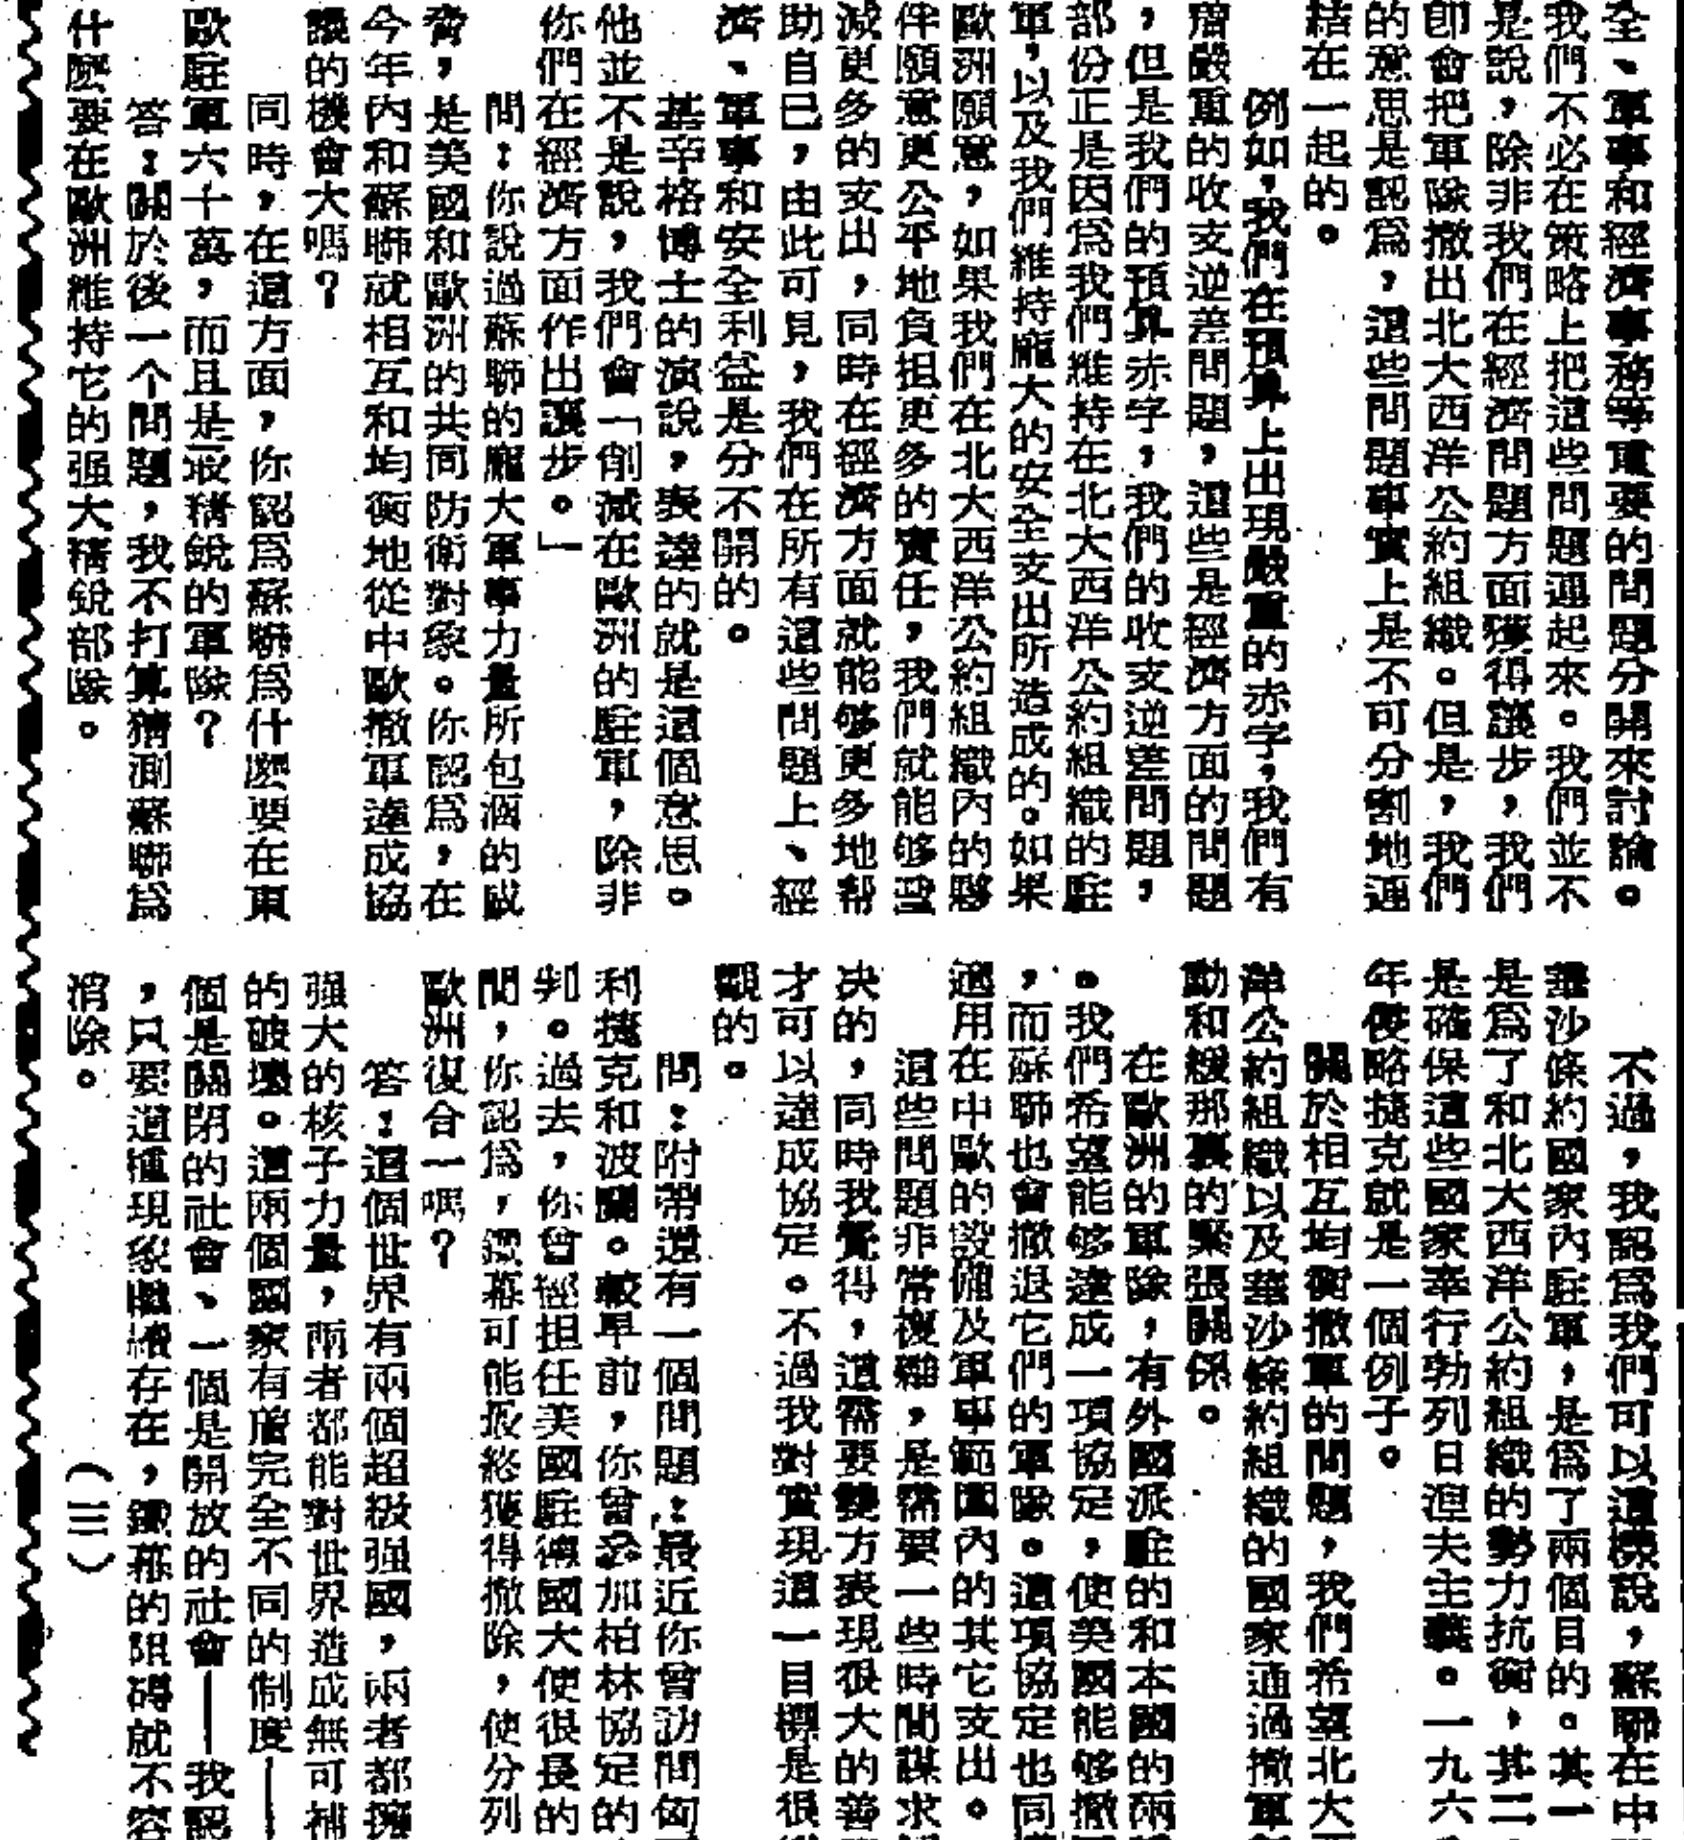 全、軍事和經濟事務等重要的問題分開來討論。
我們不必在策略上把這些問題連起來。我們並不
是說，除非我們在經濟問題方面獲得讓步，我們
卽會把軍隊撤出北大西洋公約組織。但是，我們
的意思是認爲，這些問題事實上是不可分割地連
結在一起的。
例如，我們在預算上出現嚴重的赤字，我們有
着嚴重的收支逆差問題，這些是經濟方面的問題
，但是我們的預算赤字，我們的收支逆差問題，
部份正是因爲我們維持在北大西洋公約組織的駐
軍，以及我們維持龐大的安全支出所造成的。如果
歐洲願意，如果我們在北大西洋公約組織內的夥
伴願意更公平地負担更多的責任，我們就能够
减更多的支出，同時在經濟方面就能够更多地帮
助自已，由此可見，我們在所有這些問題上、經
濟、軍事和安全利益是分不開的。
基辛格博士的演說，表達的就是這個意思。
他並不是說，我們會「削減在歐洲的駐軍，除非
你們在經濟方面作出讓步。」
問：你說過蘇聯的龐大軍事力量所包涵的威
脅，是美國和歐洲的共同防衛對象。你認爲，在
今年內和蘇聯就相互和均衡地從中歐撤軍達成協
議的機會大嗎？
同時，在這方面，你認爲蘇聯爲什麽要在東
歐駐軍六十萬，而且是最精銳的軍隊？
答：關於後一个問題，我不打算猜測蘇聯爲
什麽要在歐洲維持它的强大精銳部隊。
不過，我認爲我們可以這樣說，蘇聯在中
華沙條約國家內駐軍，是爲了兩個目的。其一
是爲了和北大西洋公約組織的勢力抗衡，其二
是確保這些國家奉行勃列日湼夫主義。一九六
年侵略捷克就是一個例子。
關於相互均衡撤軍的問題，我們希望北大
洋公約組織以及華沙條約組織的國家通過撤軍
動和緩那裏的緊張關係。
在歐洲的軍隊，有外國派駐的和本國的兩
。我們希望能够達成一項協定，使美國能够撤
，而蘇聯也會撤退它們的軍隊。這項協定也同
適用在中歐的設備及軍事範圍內的其它支出。
這些問題非常複雜，是需要一些時間謀求
决的，同時我覺得，這需要雙方表現很大的善
才可以達成協定。不過我對實現這一目標是很
觀的。
問：附帶還有一個問題：最近你曾訪問匈
利捷克和波蘭。較早前，你曾參加柏林協定的
判。過去，你曾經担任美國駐德國大使很長的
間，你認爲，鐵幕可能最終獲得撤除，使分列
歐洲復合一嗎？
答：這個世界有兩個超級强國，兩者都擁
强大的核子力量，兩者都能對世界造成無可補
的破壞。這兩個國家有着完全不同的制度——
個是關閉的社會、一個是開放的社會——我認
，只要這種現象繼續存在，鐵幕的阻碍就不容
消除。 （三）